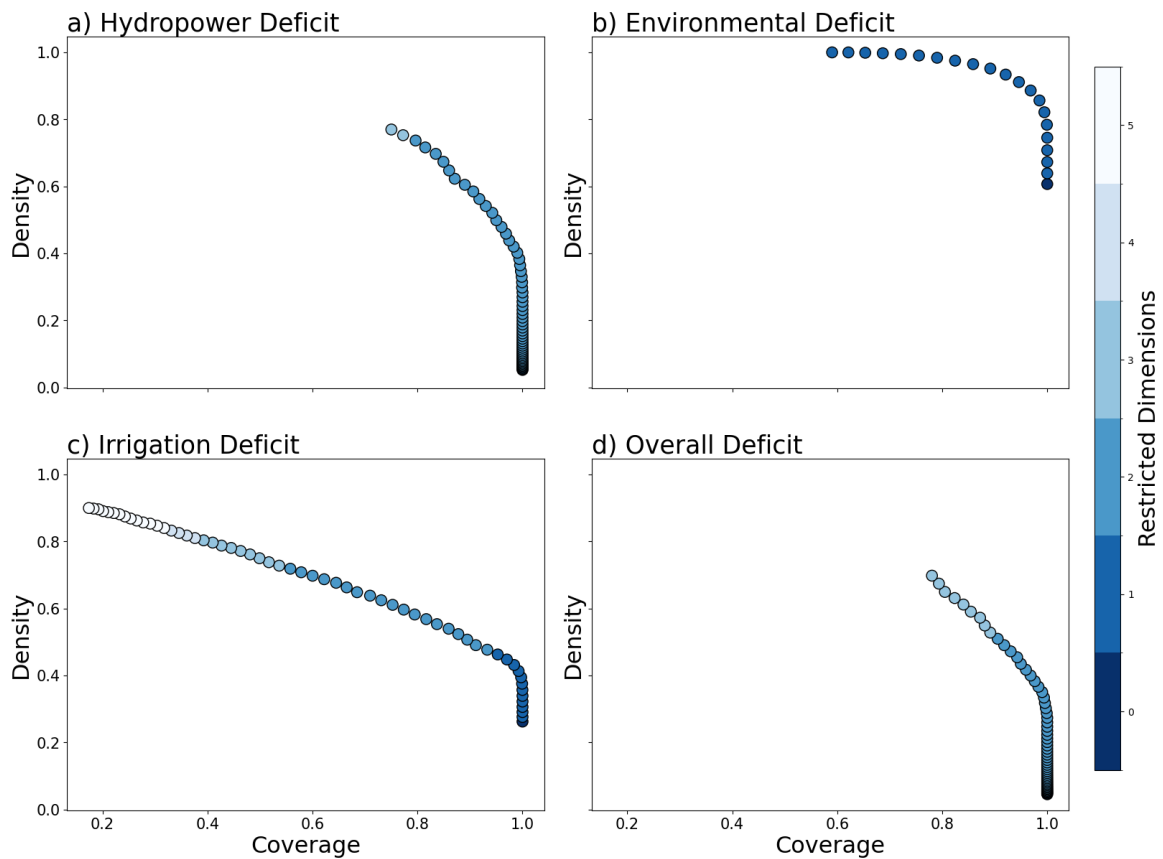 a) Hydropower Deficit
b) Environmental Deficit
1.0
0.8
0.6
0.4
0.2
0.0
Density
Density
c) Irrigation Deficit
d) Overall Deficit
1.0
0.8
0.6
0.4
0.2
0.0
Density
Density
0.2 0.4 0.6 0.8 1.0
0.2 0.4 0.6 0.8 1.0
Coverage
Coverage
5
4
3
2
1
0
Restricted Dimensions